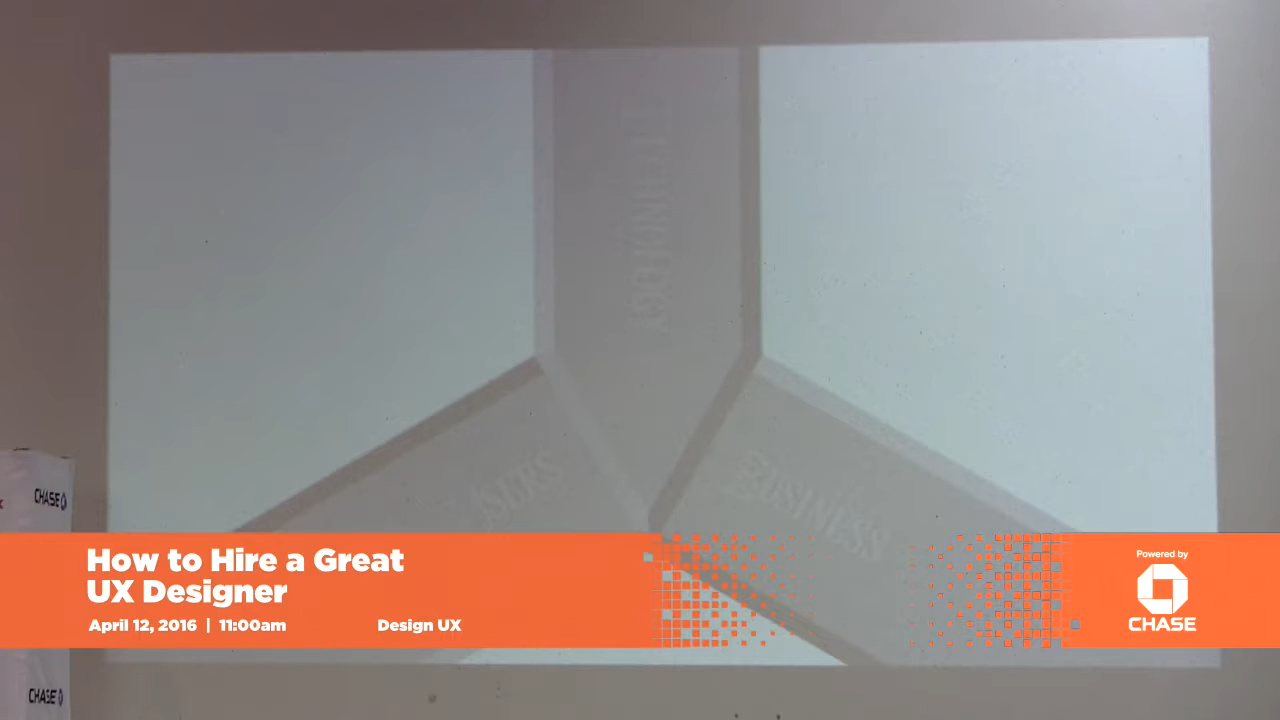 USERS
BUSINESS
CHASE
How to Hire a Great
UX Designer
April 12, 2016 | 11:00am
Design UX
Powered by
CHASE
CHASE